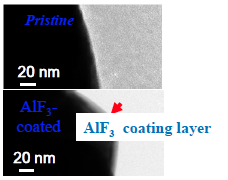 Pristine
20 nm
AlF3-
coated
AlF3 coating layer
20 nm